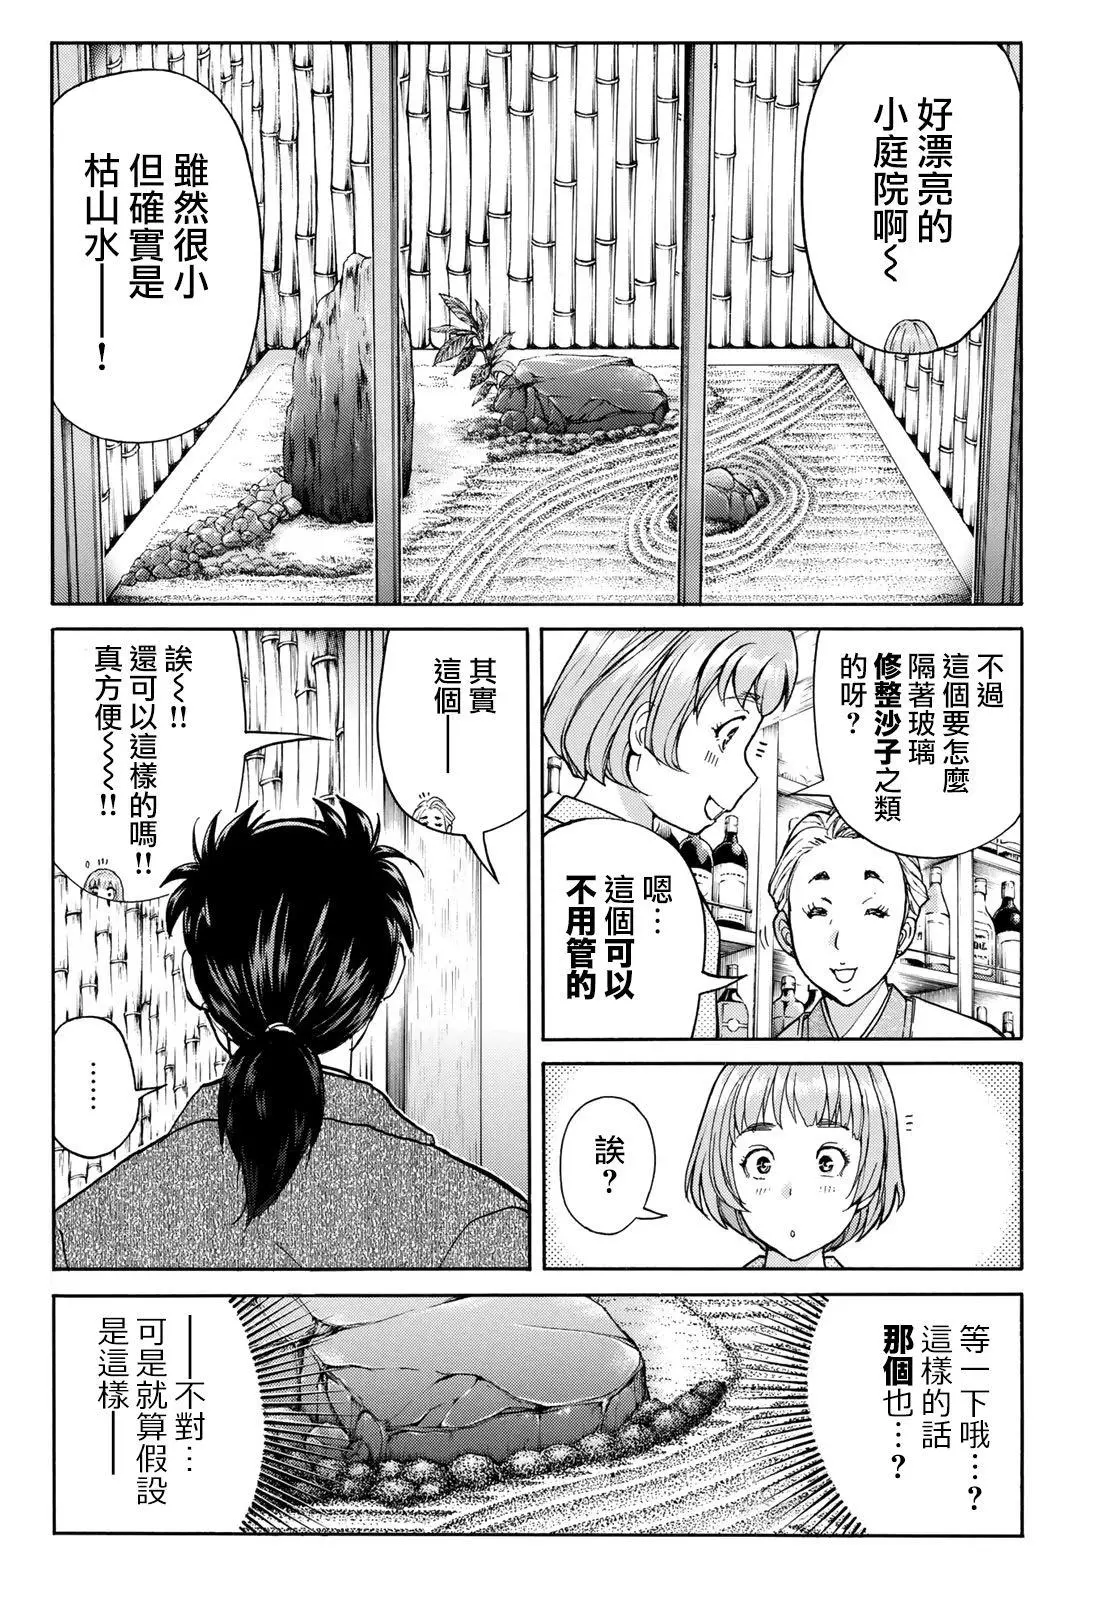 好漂亮的
小庭院啊～
雖然很小
但確實是
枯山水——！
不過
這個要怎麼
隔著玻璃
修整沙子之類
的呀？
嗯…
這個可以
不用管的
誒？
其實
這個——
誒～!!
還可以這樣的嗎!!
真方便～～!!
……
等一下哦…？
這樣的話
那個也…？
——不對…
可是就算假設
是這樣——